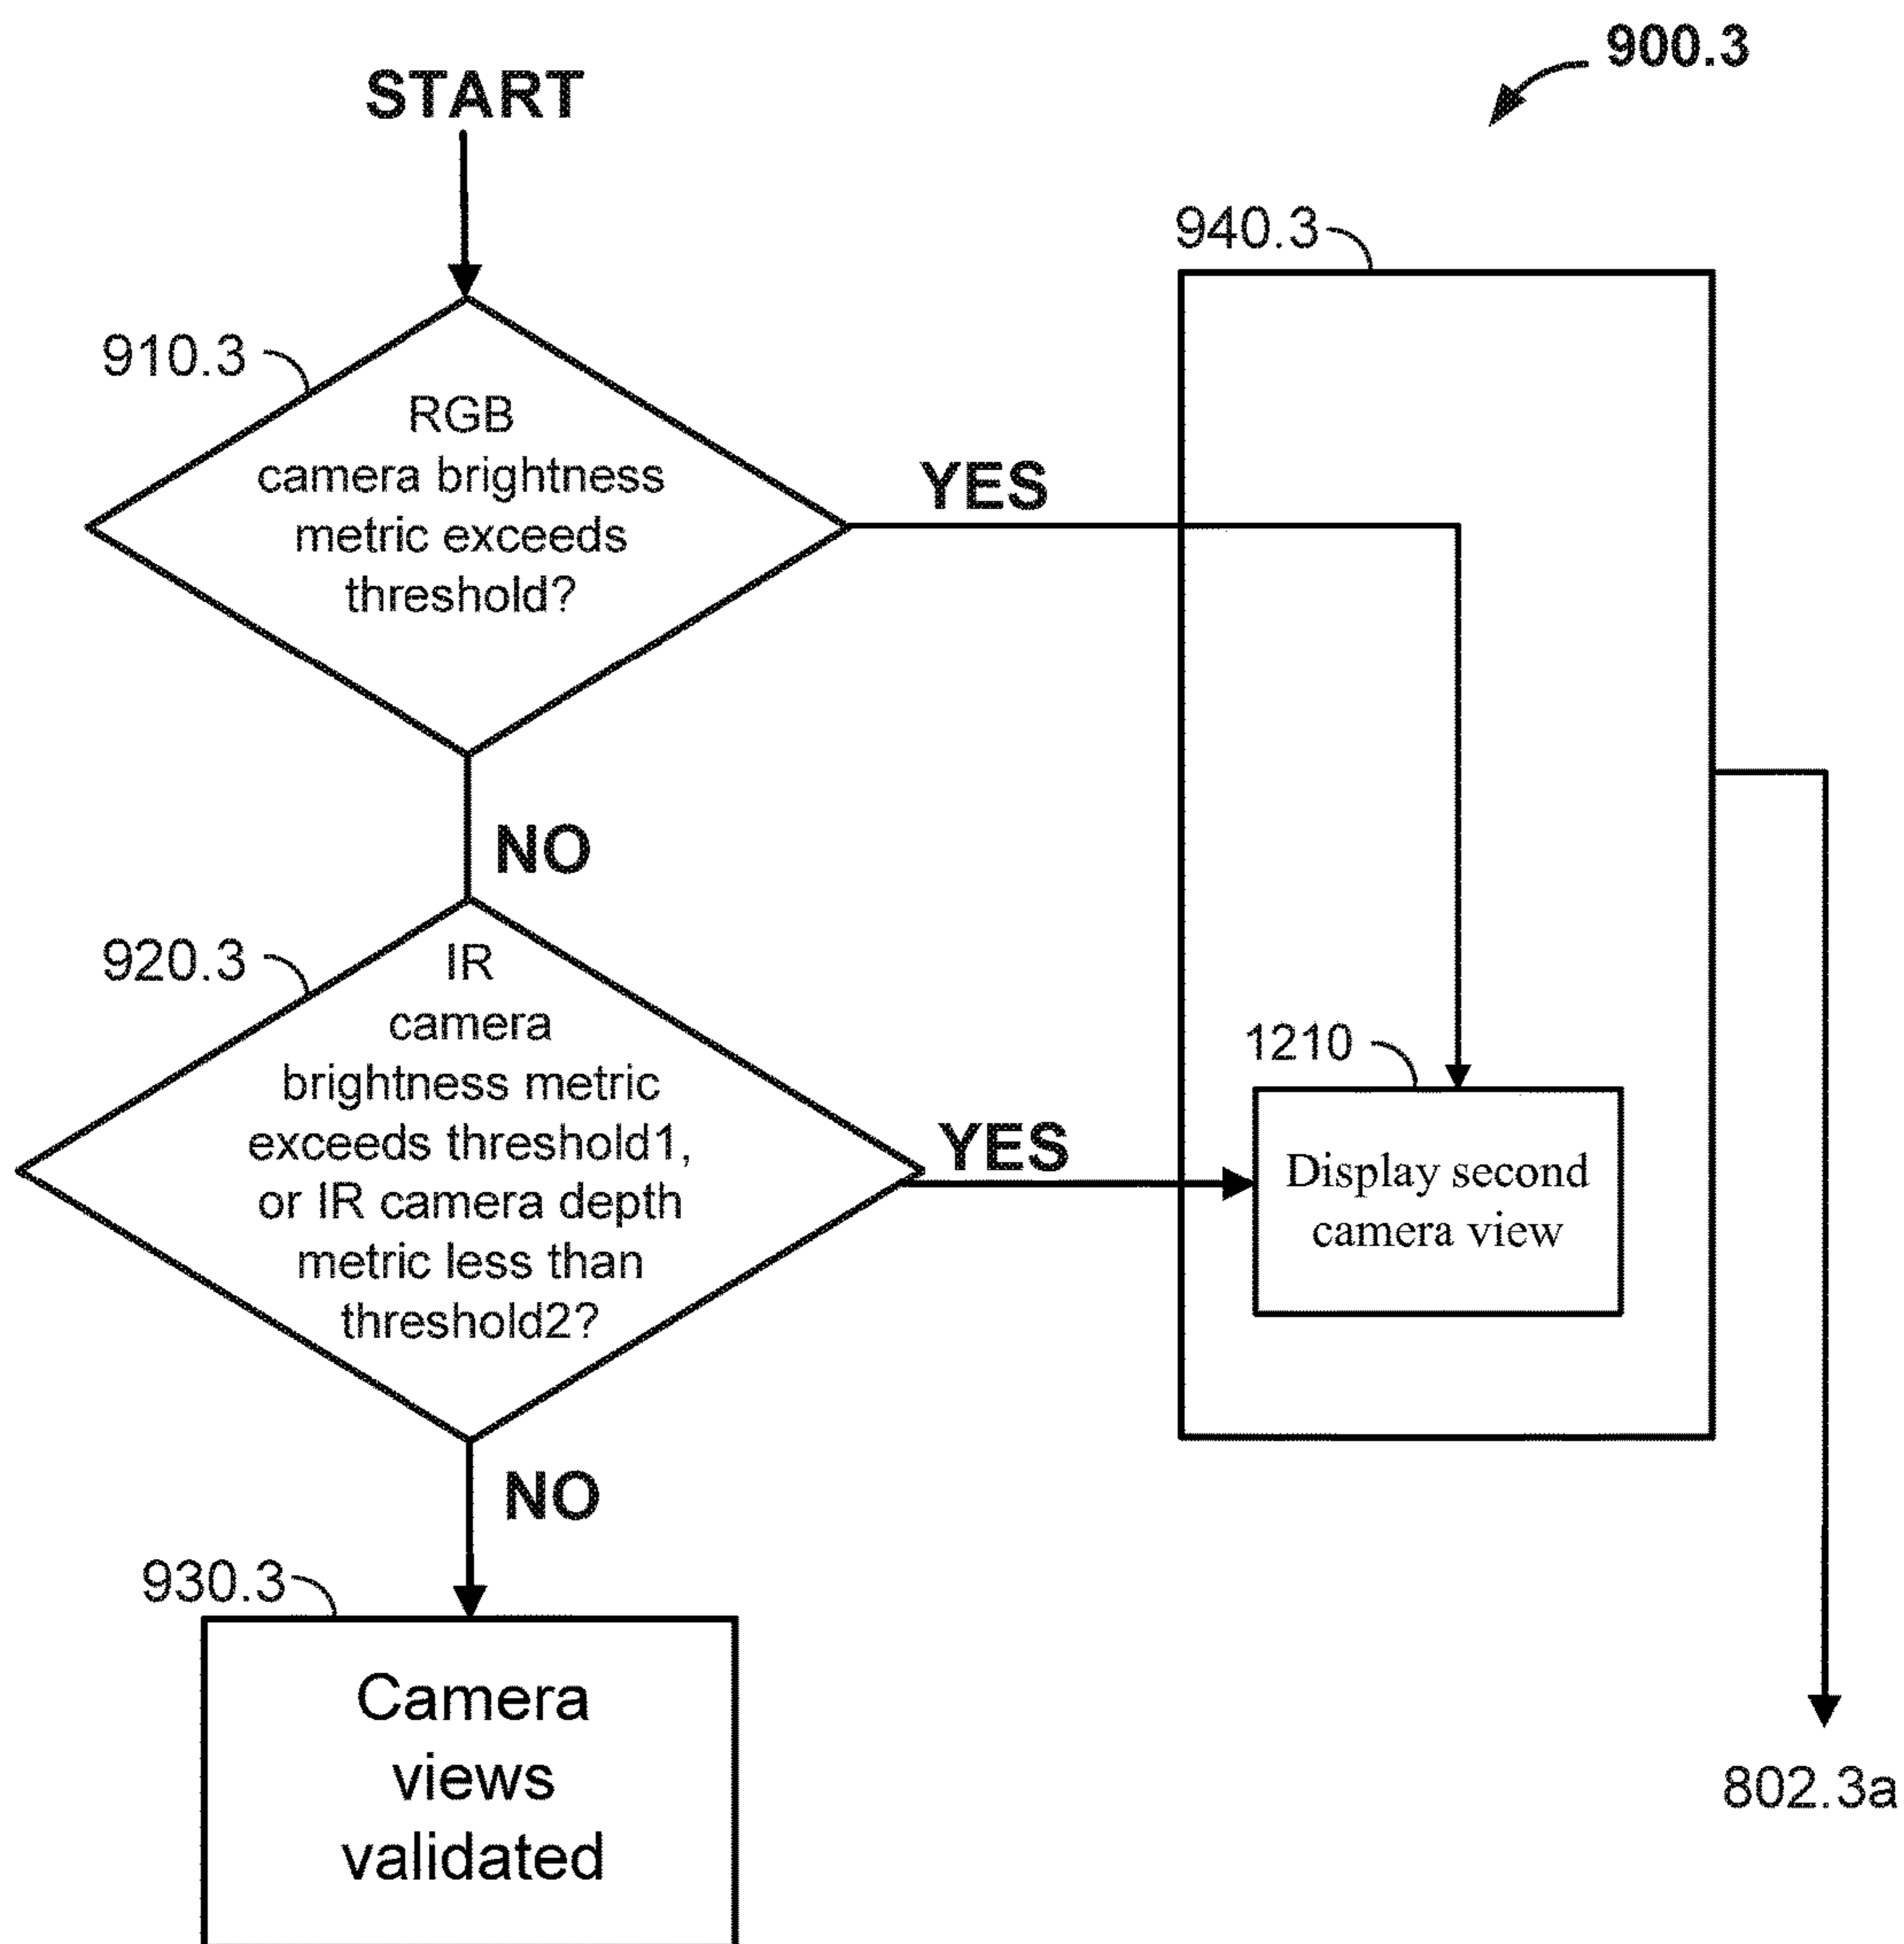 900.3
START
940.3
910.3
RGB
camera brightness
metric exceeds
threshold?
YES
NO
920.3
IR
camera
brightness metric
exceeds threshold1,
or IR camera depth
metric less than
threshold2?
YES
1210
Display second
camera view
NO
930.3
Camera
views
validated
802.3a